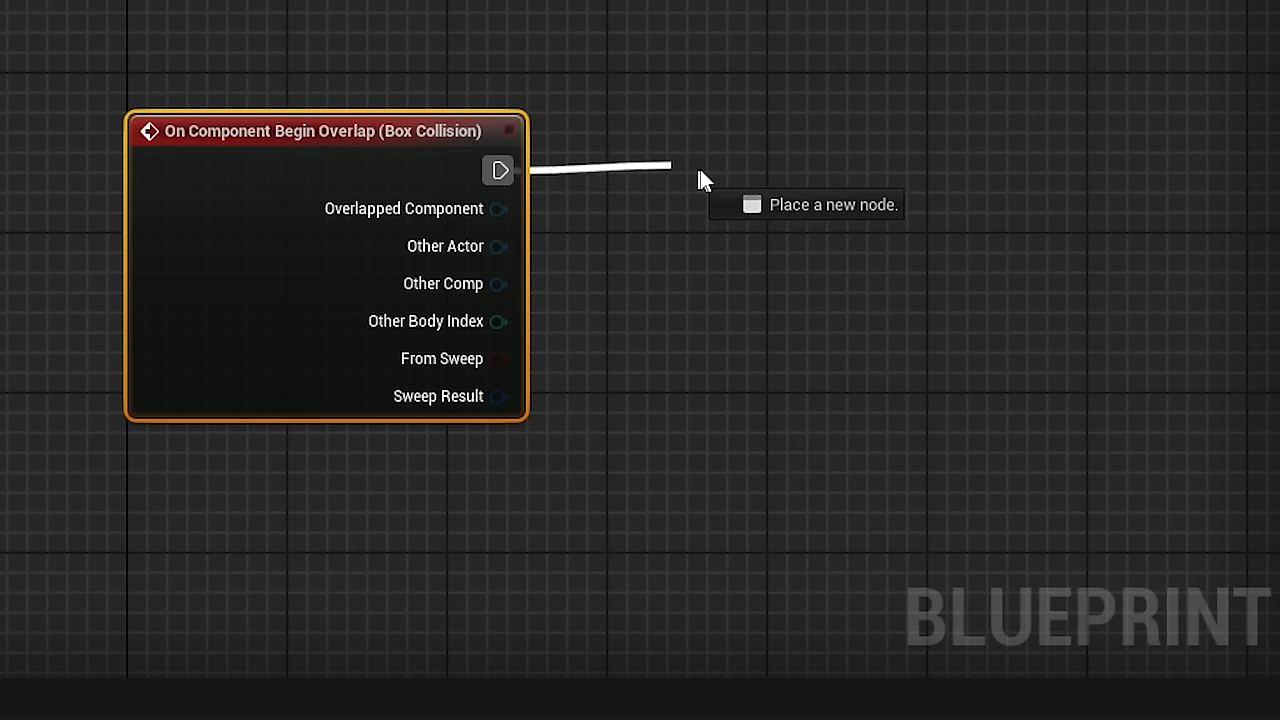 On Component Begin Overlap (Box Collision)
Overlapped Component
Place a new node.
Other Actor
Other Comp
Other Body Index
From Sweep
Sweep Result
BLUEPRINT